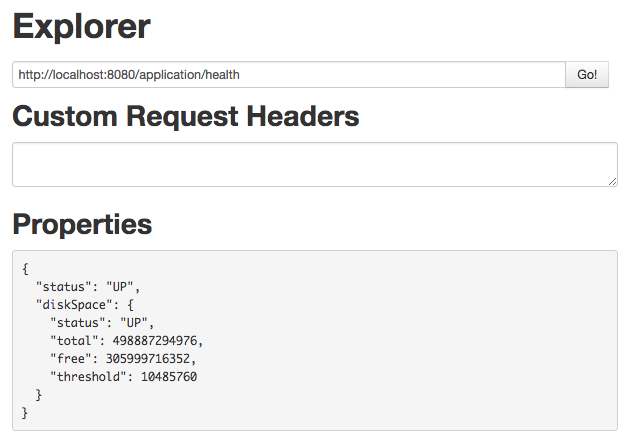 Explorer
http://localhost:8080/application/health Go!
Custom Request Headers
Properties
{
  "status": "UP",
  "diskSpace": {
    "status": "UP",
    "total": 498887294976,
    "free": 305999716352,
    "threshold": 10485760
  }
}